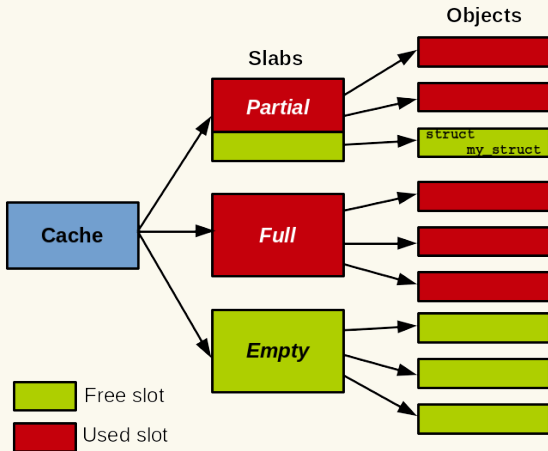 Objects
Slabs
Partial
struct
my_struct
Cache
Full
Empty
Free slot
Used slot